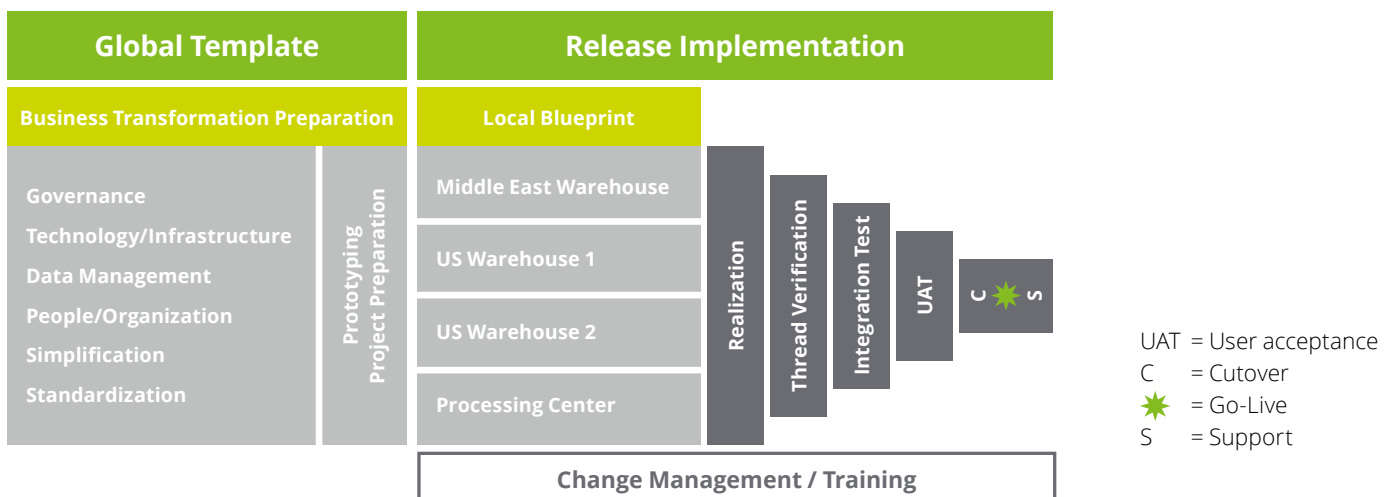 Global Template
Release Implementation
Business Transformation Preparation
Local Blueprint
Governance
Technology/Infrastructure
Data Management
People/Organization
Simplification
Standardization
Prototyping
Project Preparation
Middle East Warehouse
US Warehouse 1
US Warehouse 2
Processing Center
Realization
Thread Verification
Integration Test
UAT
C
S
UAT = User acceptance
C = Cutover
= Go-Live
S = Support
Change Management / Training